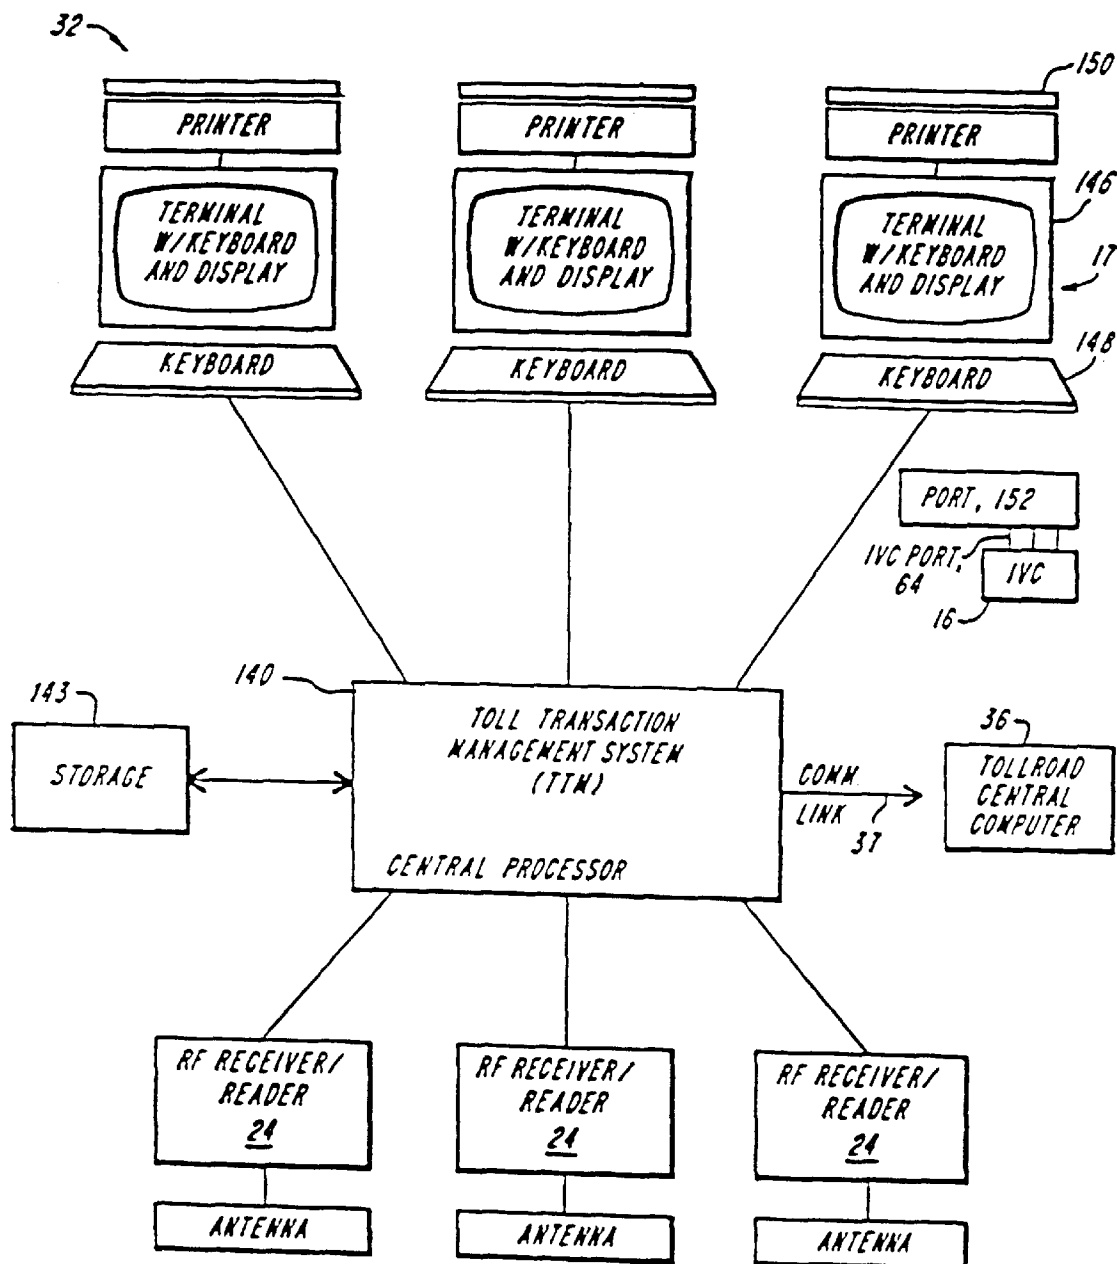 32
150
PRINTER
PRINTER
PRINTER
146
TERMINAL
W/KEYBOARD
AND DISPLAY
TERMINAL
W/KEYBOARD
AND DISPLAY
TERMINAL
W/KEYBOARD
AND DISPLAY
17
148
KEYBOARD
KEYBOARD
KEYBOARD
PORT, 152
IVC PORT,
64
IVC
16
143
STORAGE
140
TOLL TRANSACTION
MANAGEMENT SYSTEM
(TTM)
CENTRAL PROCESSOR
COMM.
LINK
37
36
TOLLROAD
CENTRAL
COMPUTER
RF RECEIVER/
READER
24
RF RECEIVER/
READER
24
RF RECEIVER/
READER
24
ANTENNA
ANTENNA
ANTENNA